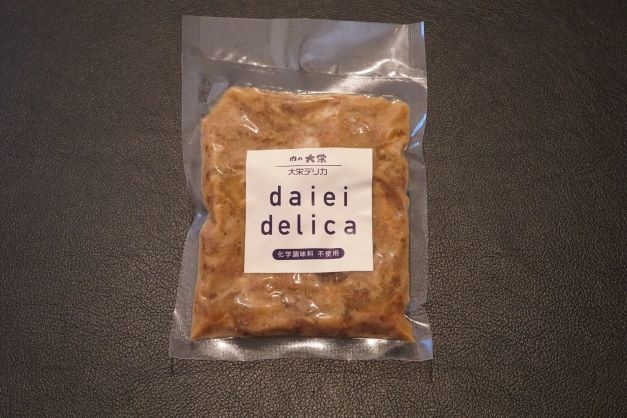 肉の大栄
大栄デリカ
daiei
delica
化学調味料 不使用